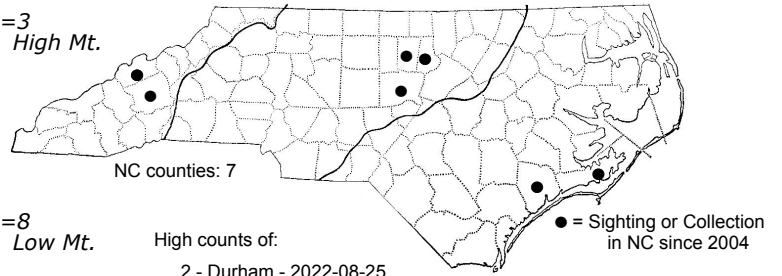 =3
High Mt.
NC counties: 7
=8
Low Mt.
High counts of:
2 - Durham - 2022-08-25
● = Sighting or Collection
in NC since 2004